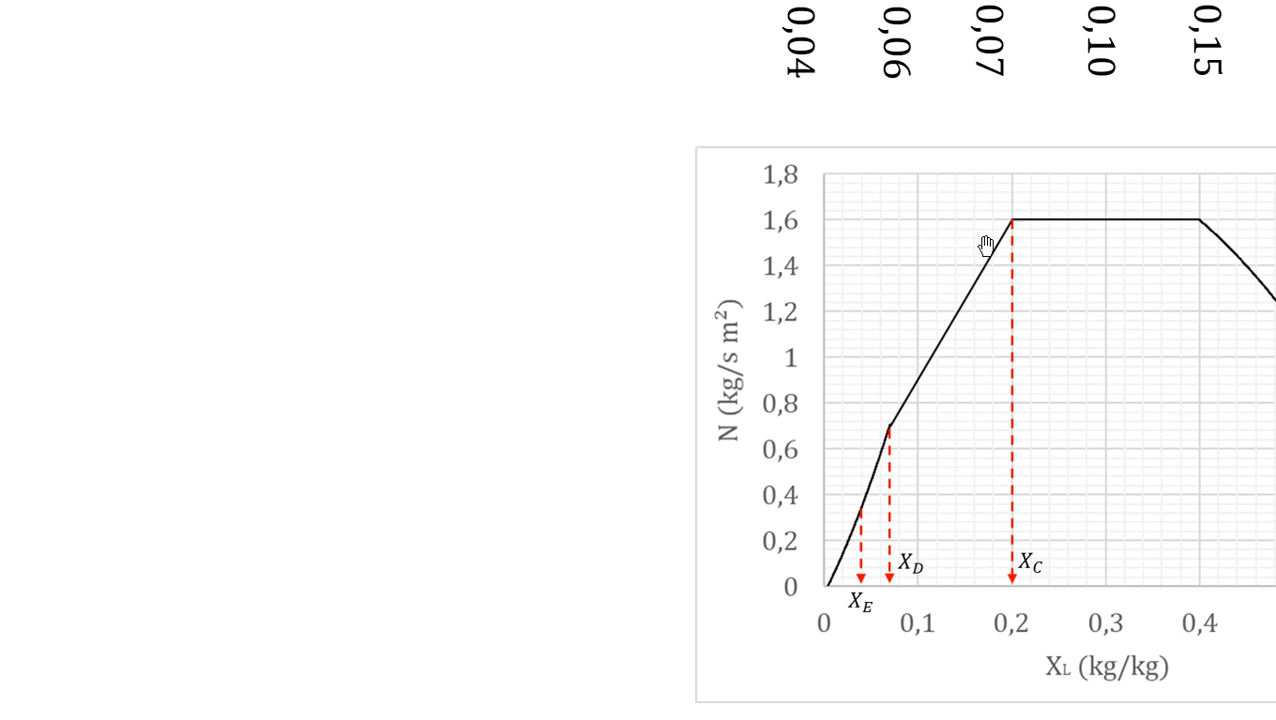 0,04 0,06 0,07 0,10 0,15
1,8
1,6
1,4
1,2
1
0,8
0,6
0,4
0,2
0
N (kg/s m²)
X_D
X_C
X_E
0 0,1 0,2 0,3 0,4
X_L (kg/kg)